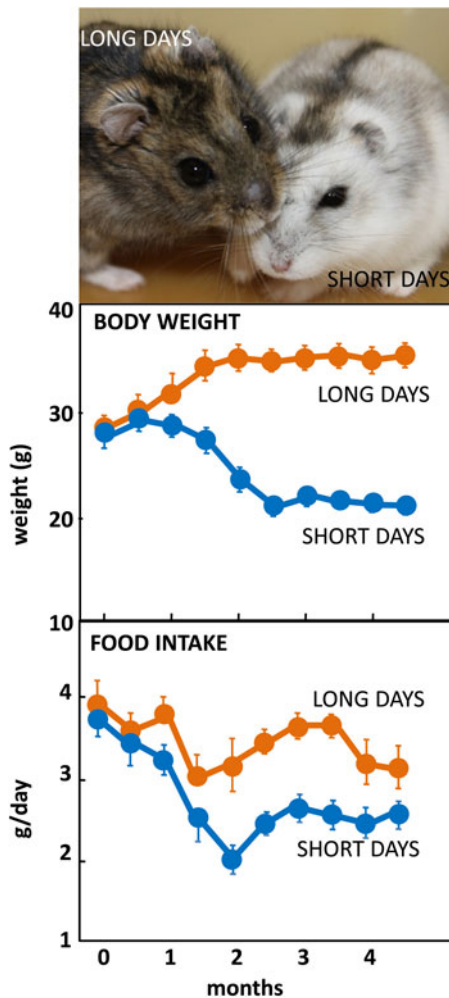 LONG DAYS
SHORT DAYS
40
BODY WEIGHT
LONG DAYS
30
weight (g)
20
SHORT DAYS
10
FOOD INTAKE
4
LONG DAYS
3
g/day
SHORT DAYS
2
1
0 1 2 3 4
months